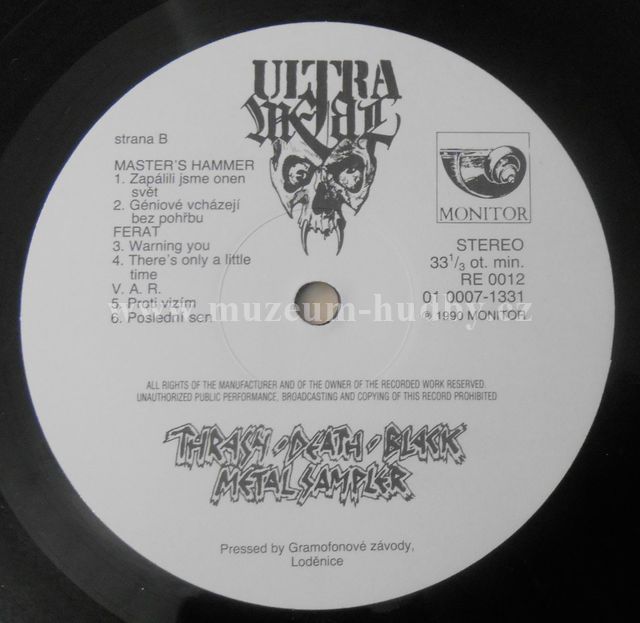 ULTRA
METAL
strana B
MASTER'S HAMMER
1. Zapálili jsme onen
svět
2. Géniové vcházejí
bez pohřbu
FERAT
3. Warning you
4. There's only a little
time
V. A. R.
5. Proti vizím
6. Poslední sen
MONITOR
STEREO
33 1/3 ot. min.
RE 0012
01 0007-1331
℗ 1990 MONITOR
www.muzeum-hudby.cz
ALL RIGHTS OF THE MANUFACTURER AND OF THE OWNER OF THE RECORDED WORK RESERVED.
UNAUTHORIZED PUBLIC PERFORMANCE, BROADCASTING AND COPYING OF THIS RECORD PROHIBITED
THRASH • DEATH • BLACK
METAL SAMPLER
Pressed by Gramofonové závody,
Loděnice